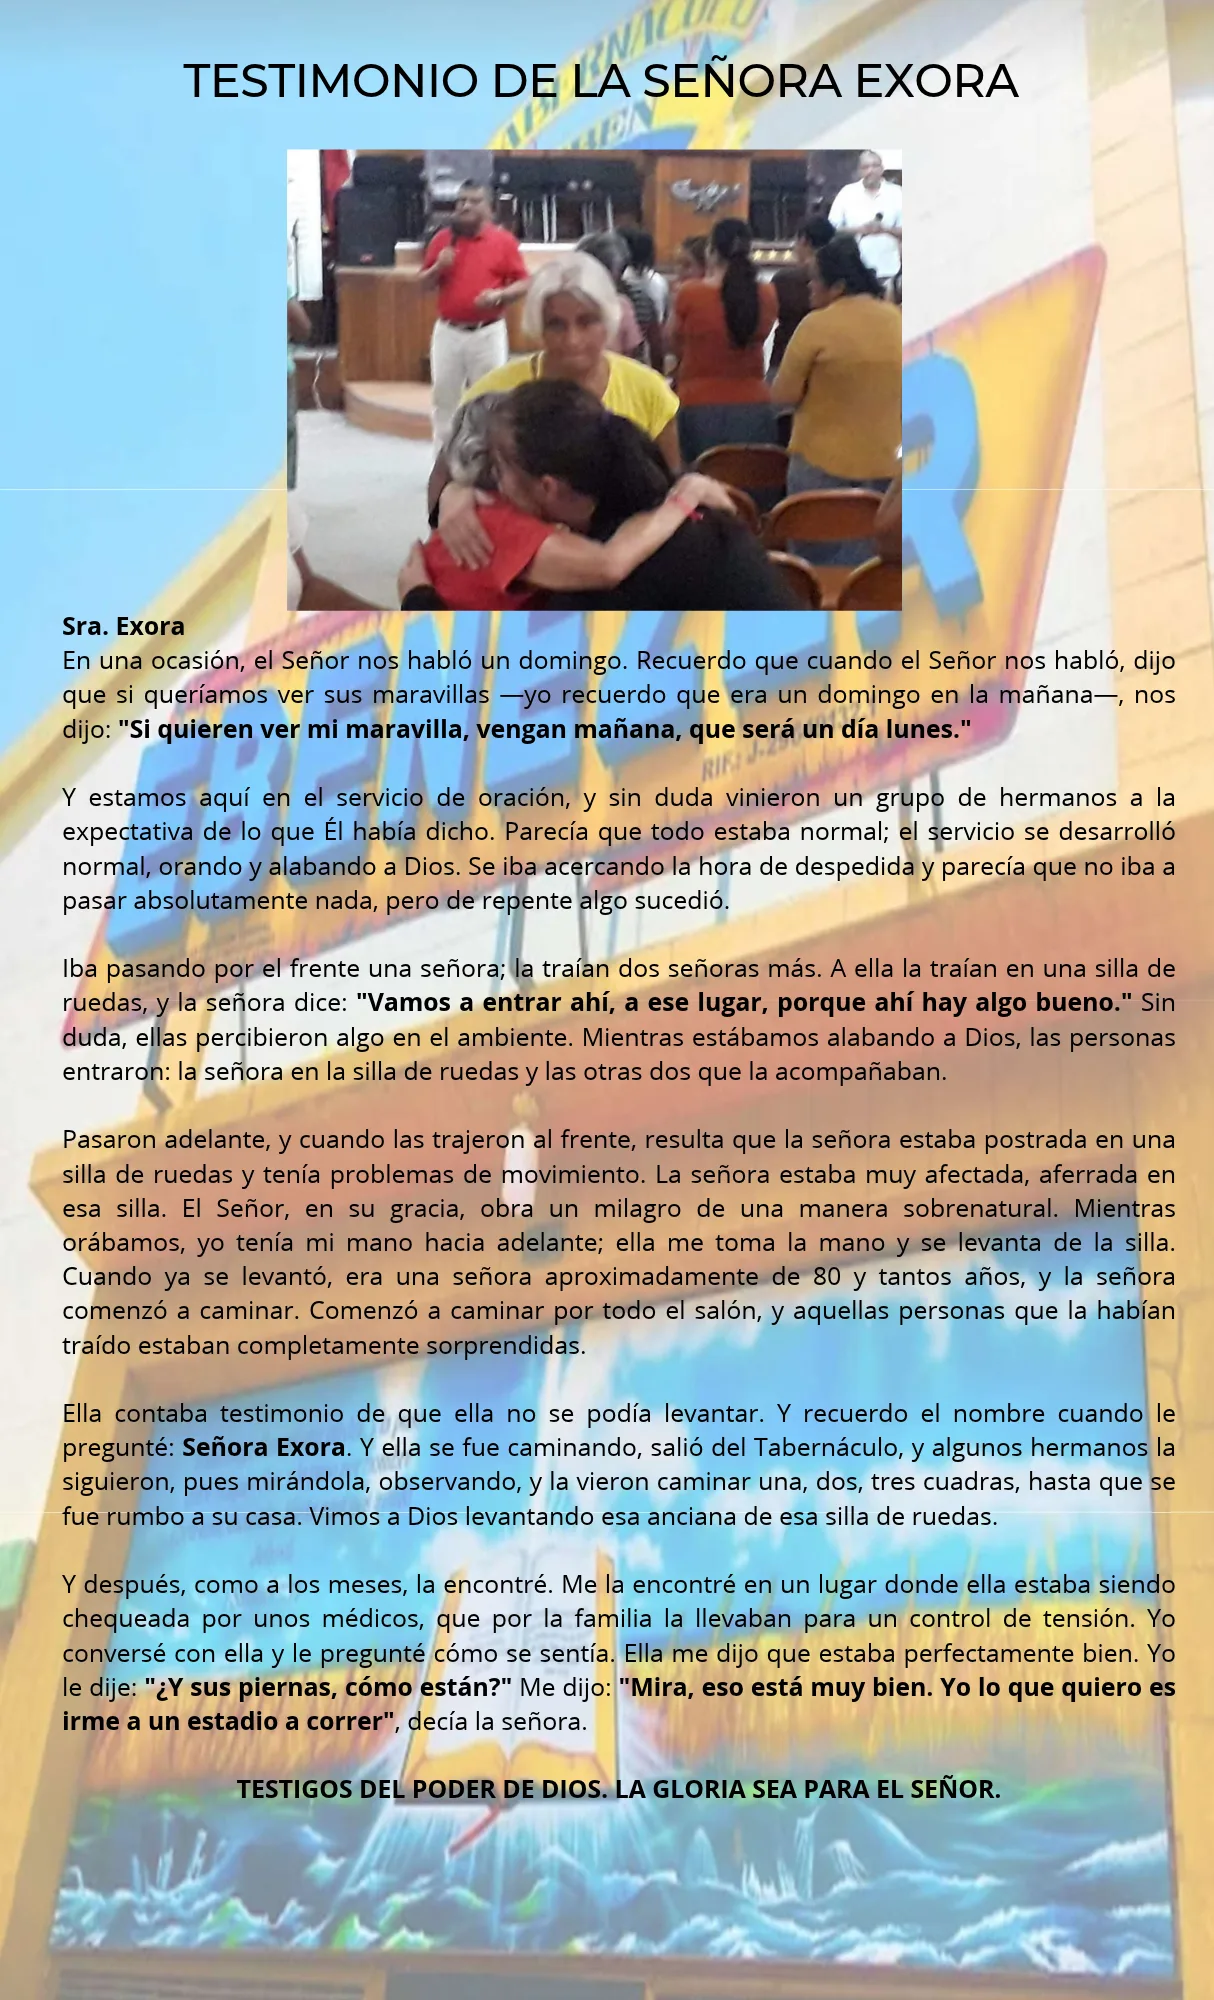 TABERNÁCULO
TESTIMONIO DE LA SEÑORA EXORA
EBENEZER
RIF.: J-29
Sra. Exora
En una ocasión, el Señor nos habló un domingo. Recuerdo que cuando el Señor nos habló, dijo
que si queríamos ver sus maravillas —yo recuerdo que era un domingo en la mañana—, nos
dijo: "Si quieren ver mi maravilla, vengan mañana, que será un día lunes."
Y estamos aquí en el servicio de oración, y sin duda vinieron un grupo de hermanos a la
expectativa de lo que Él había dicho. Parecía que todo estaba normal; el servicio se desarrolló
normal, orando y alabando a Dios. Se iba acercando la hora de despedida y parecía que no iba a
pasar absolutamente nada, pero de repente algo sucedió.
Iba pasando por el frente una señora; la traían dos señoras más. A ella la traían en una silla de
ruedas, y la señora dice: "Vamos a entrar ahí, a ese lugar, porque ahí hay algo bueno." Sin
duda, ellas percibieron algo en el ambiente. Mientras estábamos alabando a Dios, las personas
entraron: la señora en la silla de ruedas y las otras dos que la acompañaban.
Pasaron adelante, y cuando las trajeron al frente, resulta que la señora estaba postrada en una
silla de ruedas y tenía problemas de movimiento. La señora estaba muy afectada, aferrada en
esa silla. El Señor, en su gracia, obra un milagro de una manera sobrenatural. Mientras
orábamos, yo tenía mi mano hacia adelante; ella me toma la mano y se levanta de la silla.
Cuando ya se levantó, era una señora aproximadamente de 80 y tantos años, y la señora
comenzó a caminar. Comenzó a caminar por todo el salón, y aquellas personas que la habían
traído estaban completamente sorprendidas.
Ella contaba testimonio de que ella no se podía levantar. Y recuerdo el nombre cuando le
pregunté: Señora Exora. Y ella se fue caminando, salió del Tabernáculo, y algunos hermanos la
siguieron, pues mirándola, observando, y la vieron caminar una, dos, tres cuadras, hasta que se
fue rumbo a su casa. Vimos a Dios levantando esa anciana de esa silla de ruedas.
Y después, como a los meses, la encontré. Me la encontré en un lugar donde ella estaba siendo
chequeada por unos médicos, que por la familia la llevaban para un control de tensión. Yo
conversé con ella y le pregunté cómo se sentía. Ella me dijo que estaba perfectamente bien. Yo
le dije: "¿Y sus piernas, cómo están?" Me dijo: "Mira, eso está muy bien. Yo lo que quiero es
irme a un estadio a correr", decía la señora.
TESTIGOS DEL PODER DE DIOS. LA GLORIA SEA PARA EL SEÑOR.